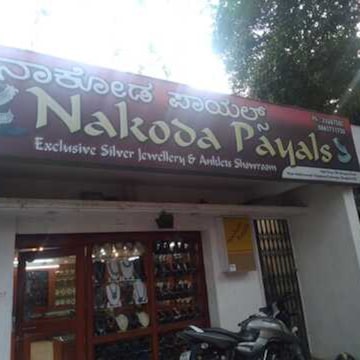 ನಾಕೋಡ ಪಾಯಲ್ಸ್
Nakoda Payals
Exclusive Silver Jewellery & Anklets Showroom